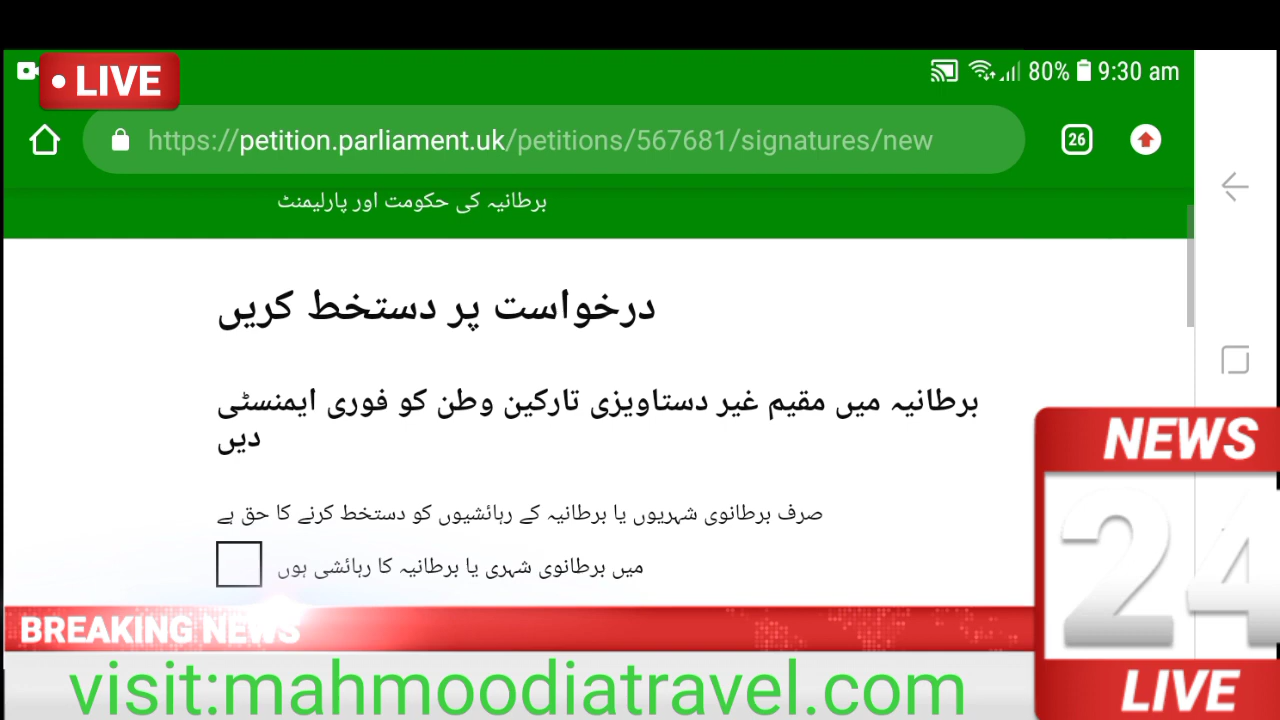 LIVE
80% 9:30 am
https://petition.parliament.uk/petitions/567681/signatures/new
26
برطانیہ کی حکومت اور پارلیمنٹ
درخواست پر دستخط کریں
برطانیہ میں مقیم غیر دستاویزی تارکین وطن کو فوری ایمنسٹی
دیں
صرف برطانوی شہریوں یا برطانیہ کے رہائشیوں کو دستخط کرنے کا حق ہے
میں برطانوی شہری یا برطانیہ کا رہائشی ہوں
NEWS
24
LIVE
BREAKING NEWS
visit:mahmoodiatravel.com